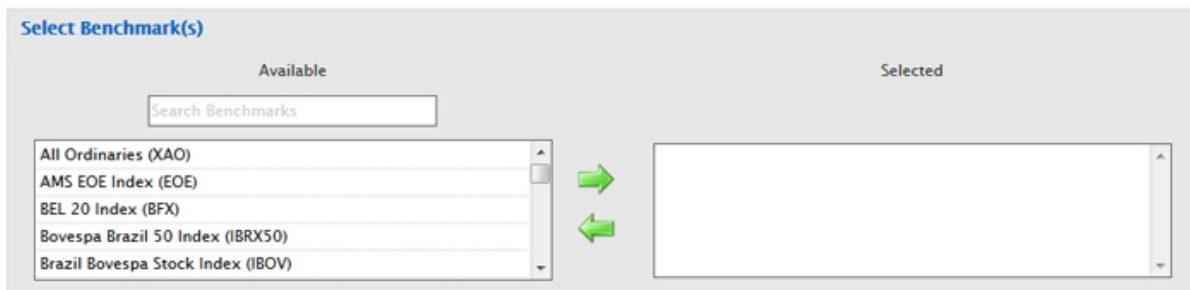 Select Benchmark(s)
Available
Selected
Search Benchmarks
All Ordinaries (XAO)
AMS EOE Index (EOE)
BEL 20 Index (BFX)
Bovespa Brazil 50 Index (IBRX50)
Brazil Bovespa Stock Index (IBOV)